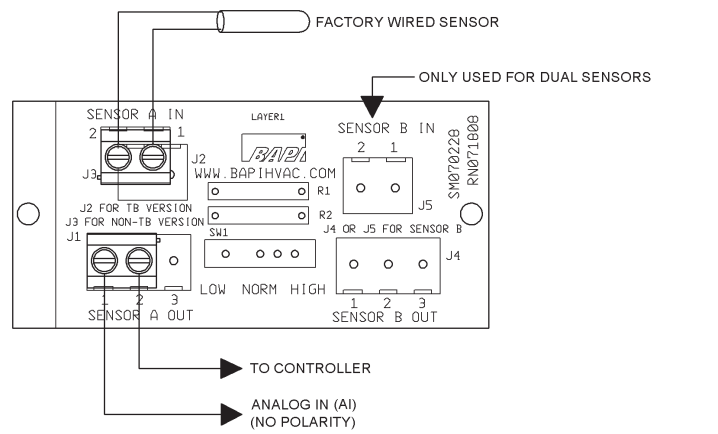 FACTORY WIRED SENSOR
ONLY USED FOR DUAL SENSORS
SENSOR A IN
2 1
J3
J2
LAYER1
BAPI
WWW.BAPIHVAC.COM
SENSOR B IN
2 1
J5
SM070228
RN071808
R1
R2
J2 FOR TB VERSION
J3 FOR NON-TB VERSION
J4 OR J5 FOR SENSOR B
J1
SW1
J4
LOW NORM HIGH
1 2 3
SENSOR A OUT
1 2 3
SENSOR B OUT
TO CONTROLLER
ANALOG IN (AI)
(NO POLARITY)